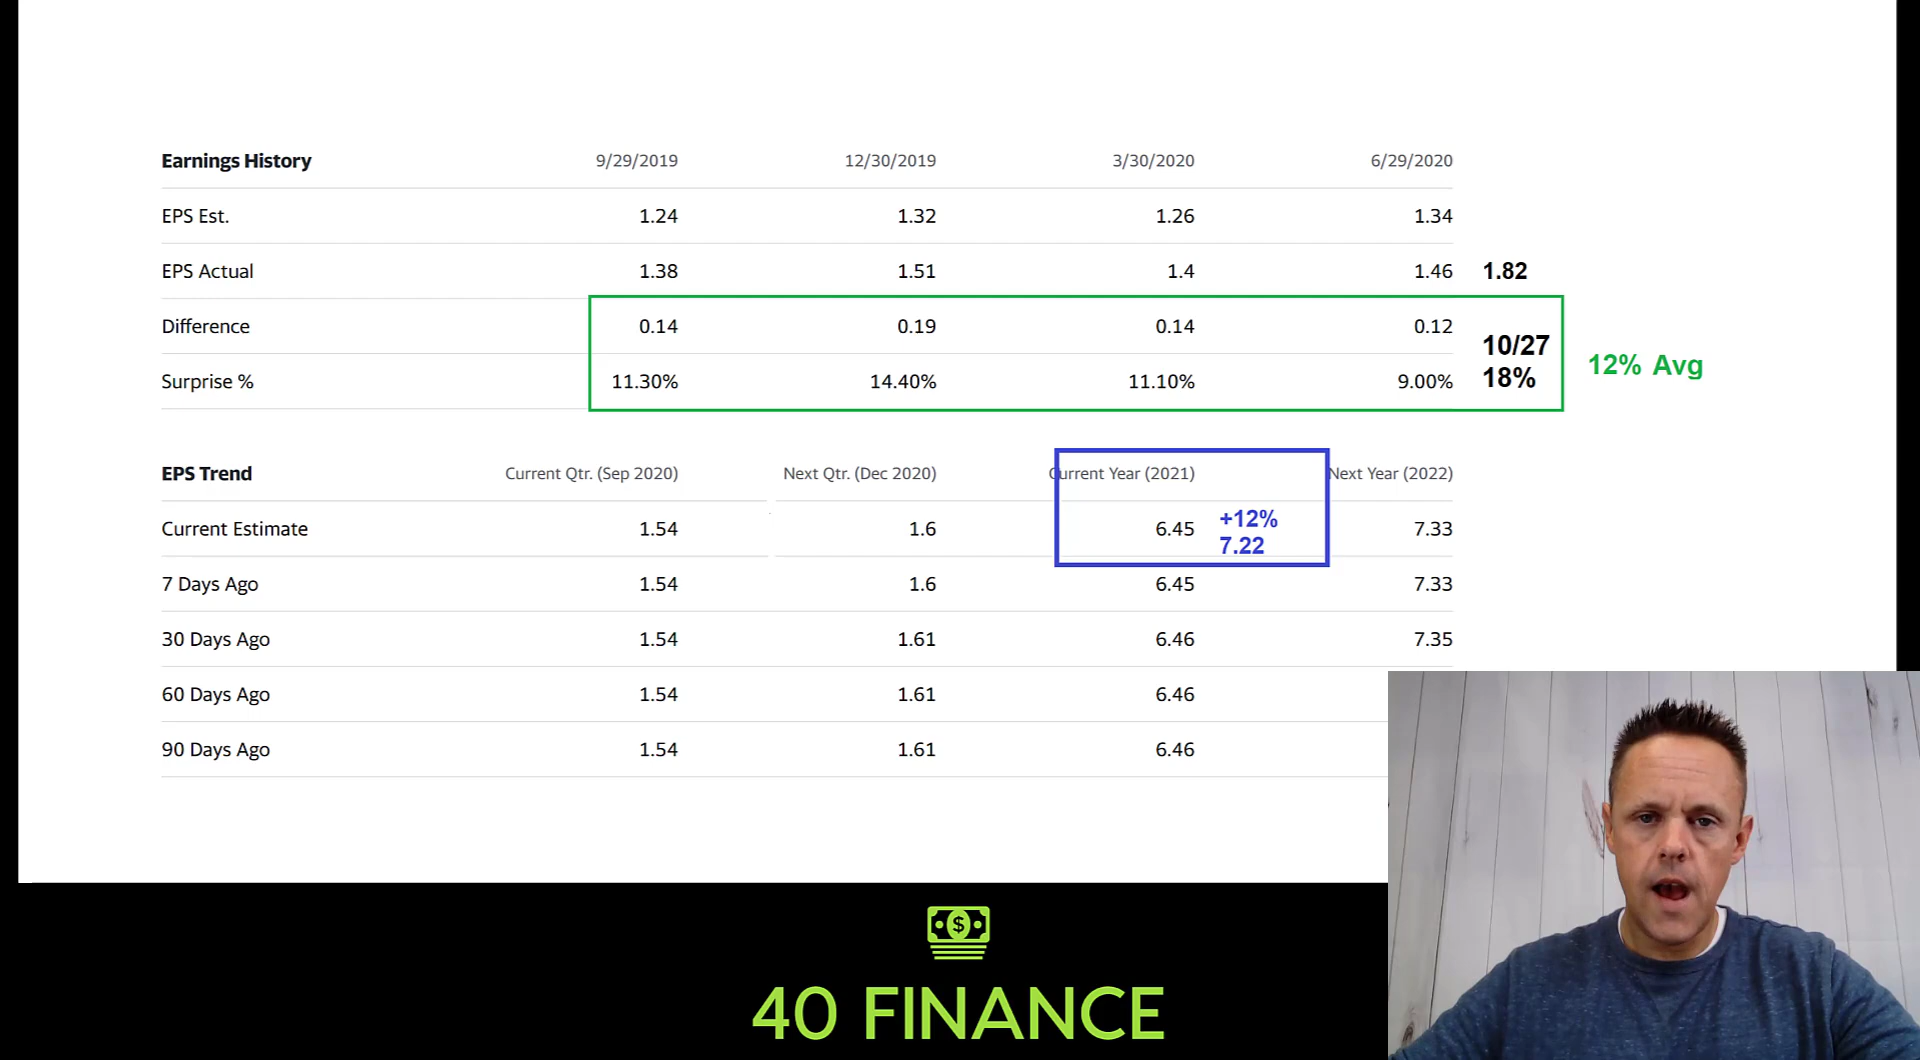 Earnings History 9/29/2019 12/30/2019 3/30/2020 6/29/2020
EPS Est. 1.24 1.32 1.26 1.34
EPS Actual 1.38 1.51 1.4 1.46 1.82
Difference 0.14 0.19 0.14 0.12 10/27
Surprise % 11.30% 14.40% 11.10% 9.00% 18%
12% Avg
EPS Trend Current Qtr. (Sep 2020) Next Qtr. (Dec 2020) Current Year (2021) Next Year (2022)
Current Estimate 1.54 1.6 6.45 +12% 7.33
7.22
7 Days Ago 1.54 1.6 6.45 7.33
30 Days Ago 1.54 1.61 6.46 7.35
60 Days Ago 1.54 1.61 6.46
90 Days Ago 1.54 1.61 6.46
$
40 FINANCE